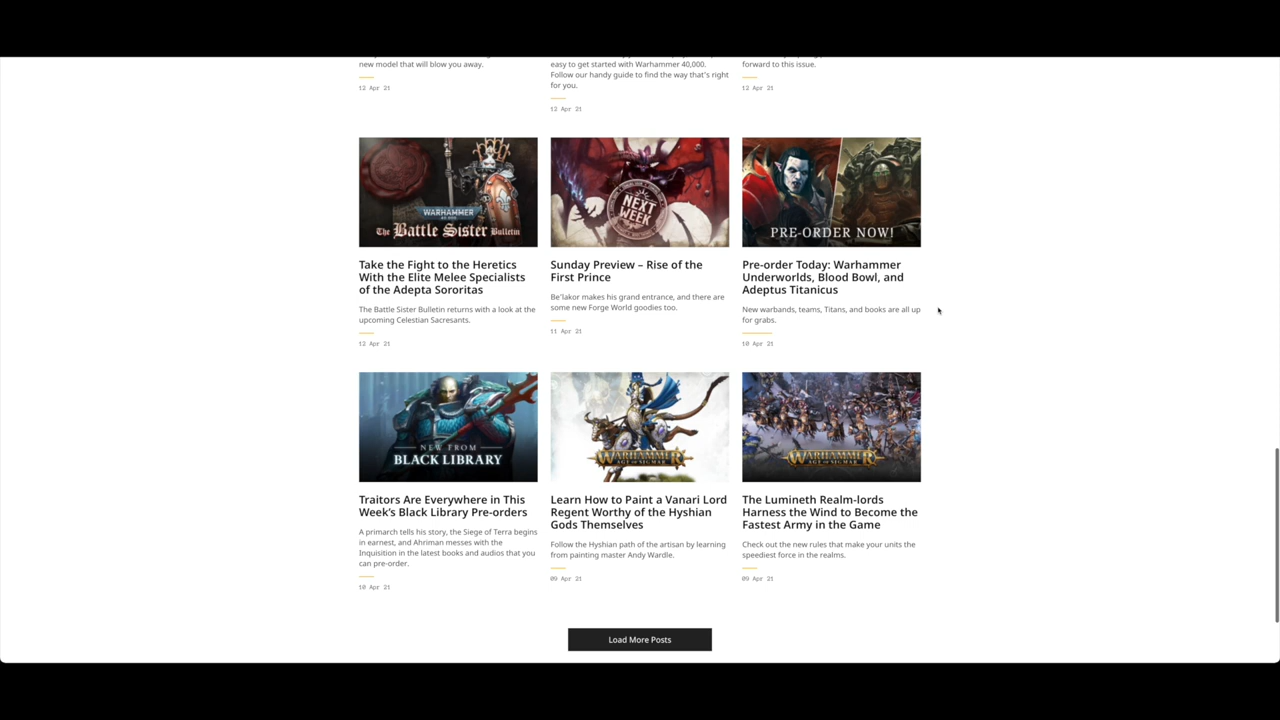 new model that will blow you away.
12 Apr 21
easy to get started with Warhammer 40,000.
Follow our handy guide to find the way that's right
for you.
12 Apr 21
forward to this issue.
12 Apr 21
WARHAMMER
40,000
The Battle Sister Bulletin
Take the Fight to the Heretics
With the Elite Melee Specialists
of the Adepta Sororitas
The Battle Sister Bulletin returns with a look at the
upcoming Celestian Sacresants.
12 Apr 21
NEXT
WEEK
Sunday Preview – Rise of the
First Prince
Be'lakor makes his grand entrance, and there are
some new Forge World goodies too.
11 Apr 21
PRE-ORDER NOW!
Pre-order Today: Warhammer
Underworlds, Blood Bowl, and
Adeptus Titanicus
New warbands, teams, Titans, and books are all up
for grabs.
10 Apr 21
NEW FROM
BLACK LIBRARY
Traitors Are Everywhere in This
Week's Black Library Pre-orders
A primarch tells his story, the Siege of Terra begins
in earnest, and Ahriman messes with the
Inquisition in the latest books and audios that you
can pre-order.
10 Apr 21
WARHAMMER
AGE OF SIGMAR
Learn How to Paint a Vanari Lord
Regent Worthy of the Hyshian
Gods Themselves
Follow the Hyshian path of the artisan by learning
from painting master Andy Wardle.
09 Apr 21
WARHAMMER
AGE OF SIGMAR
The Lumineth Realm-lords
Harness the Wind to Become the
Fastest Army in the Game
Check out the new rules that make your units the
speediest force in the realms.
09 Apr 21
Load More Posts